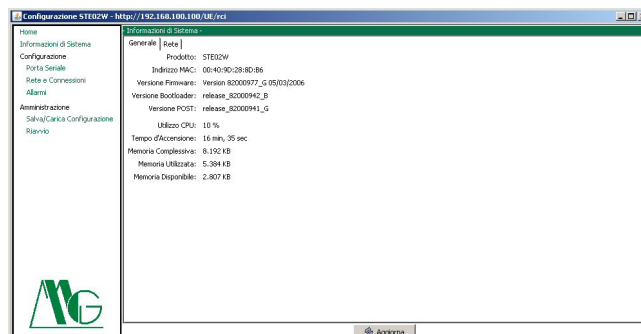 Configurazione STE02W - http://192.168.100.100/UE/rci
Home
Informazioni di Sistema
Configurazione
Porta Seriale
Rete e Connessioni
Allarmi
Amministrazione
Salva/Carica Configurazione
Riavvio
- Informazioni di Sistema -
Generale Rete
Prodotto: STE02W
Indirizzo MAC: 00:40:9D:28:8D:B6
Versione Firmware: Version 82000977_G 05/03/2006
Versione Bootloader: release_82000942_B
Versione POST: release_82000941_G
Utilizzo CPU: 10 %
Tempo d'Accensione: 16 min, 35 sec
Memoria Complessiva: 8.192 KB
Memoria Utilizzata: 5.384 KB
Memoria Disponibile: 2.807 KB
MG
Aggiorna